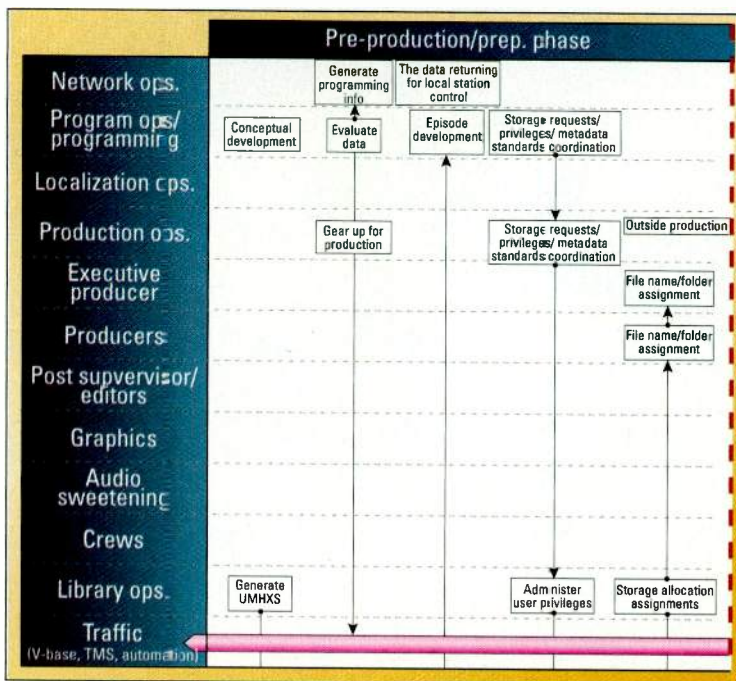 Pre-production/prep. phase
Network ops.
Generate
programming
info
The data returning
for local station
control
Program ops/
programming
Conceptual
development
Evaluate
data
Episode
development
Storage requests/
privileges/ metadata
standards coordination
Localization ops.
Production ops.
Gear up for
production
Storage requests/
privileges/ metadata
standards coordination
Outside production
Executive
producer
File name/folder
assignment
Producers
File name/folder
assignment
Post supvervisor/
editors
Graphics
Audio
sweetening
Crews
Library ops.
Generate
UMHXS
Administer
user privileges
Storage allocation
assignments
Traffic
(V-base, TMS, automation)